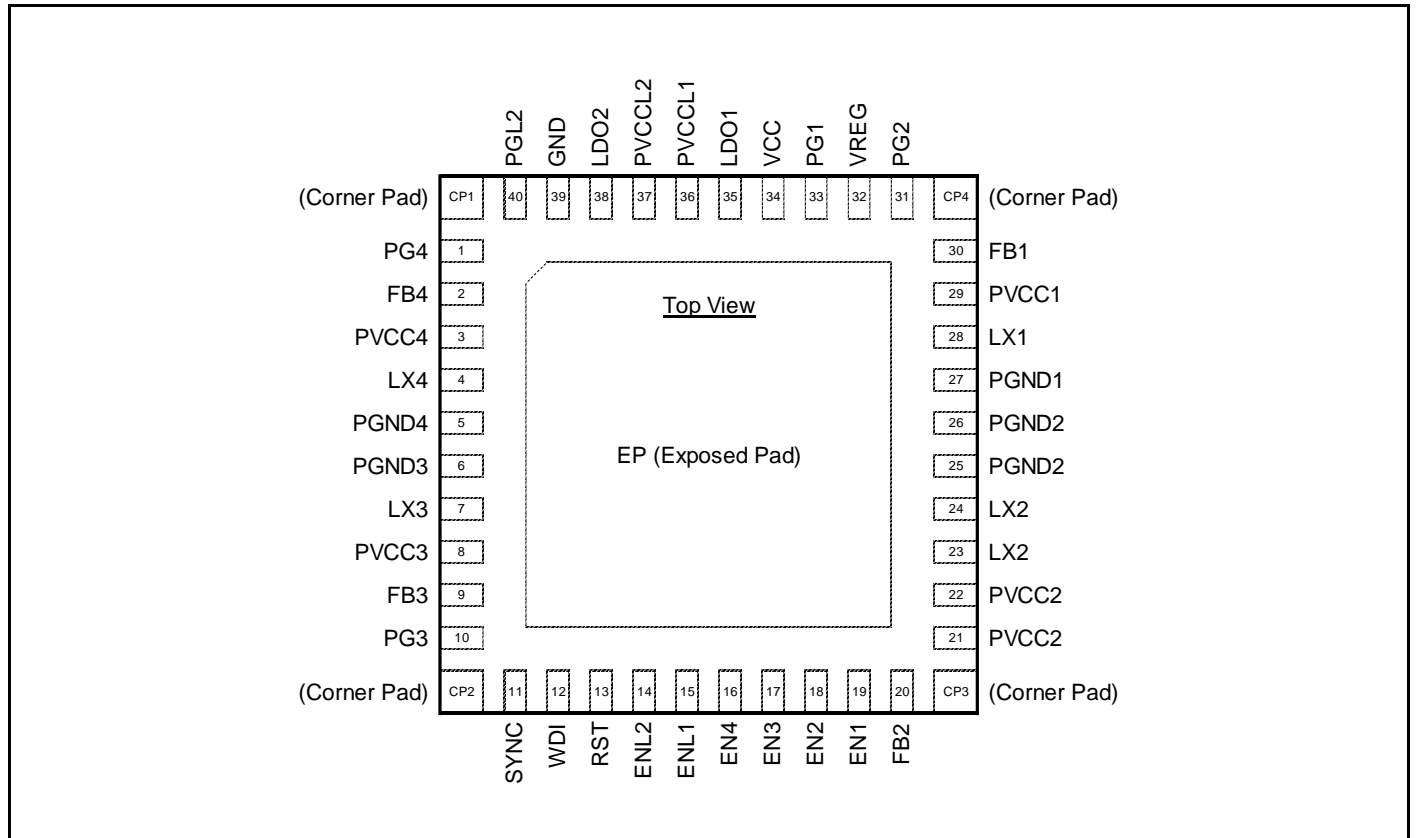 PGL2 GND LDO2 PVCCL2 PVCCL1 LDO1 VCC PG1 VREG PG2
(Corner Pad) CP1 40 39 38 37 36 35 34 33 32 31 CP4 (Corner Pad)
PG4 1 30 FB1
FB4 2 29 PVCC1
Top View
PVCC4 3 28 LX1
LX4 4 27 PGND1
PGND4 5 26 PGND2
EP (Exposed Pad)
PGND3 6 25 PGND2
LX3 7 24 LX2
PVCC3 8 23 LX2
FB3 9 22 PVCC2
PG3 10 21 PVCC2
(Corner Pad) CP2 11 12 13 14 15 16 17 18 19 20 CP3 (Corner Pad)
SYNC WDI RST ENL2 ENL1 EN4 EN3 EN2 EN1 FB2